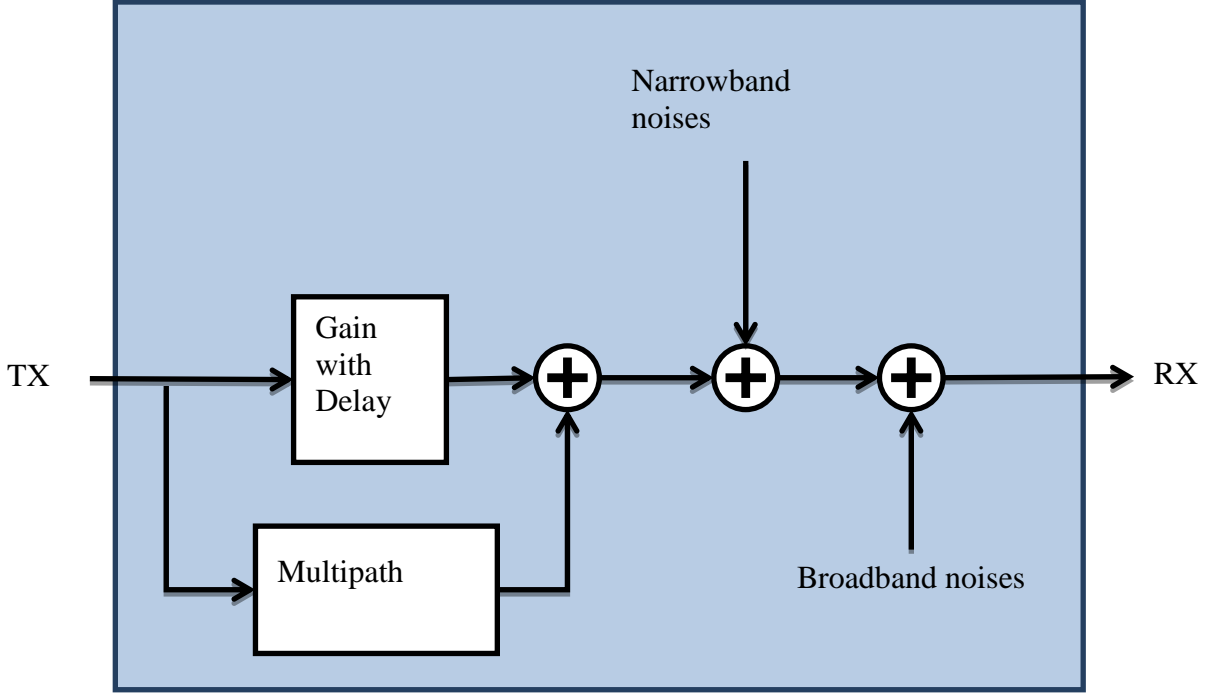 Narrowband
noises
Gain
with
Delay
TX
RX
Multipath
Broadband noises